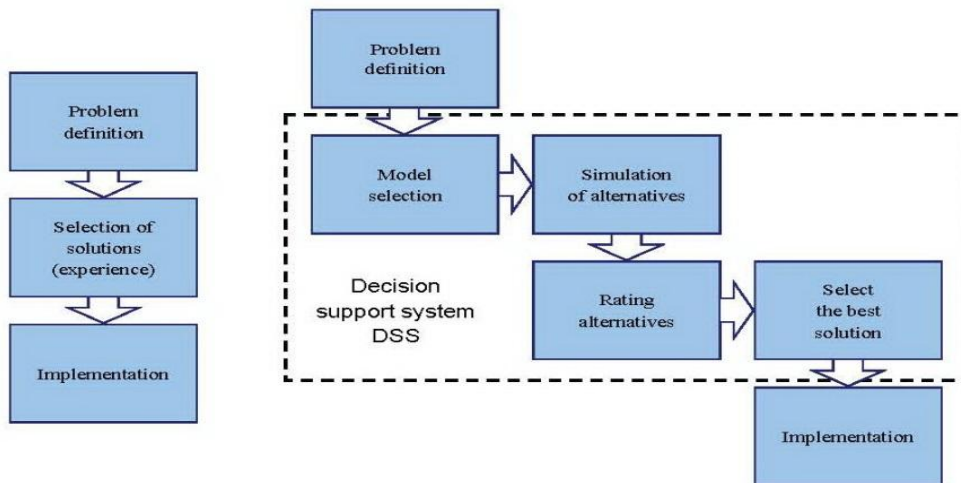 Problem
definition
Selection of
solutions
(experience)
Implementation
Problem
definition
Model
selection
Simulation
of alternatives
Decision
support system
DSS
Rating
alternatives
Select
the best
solution
Implementation